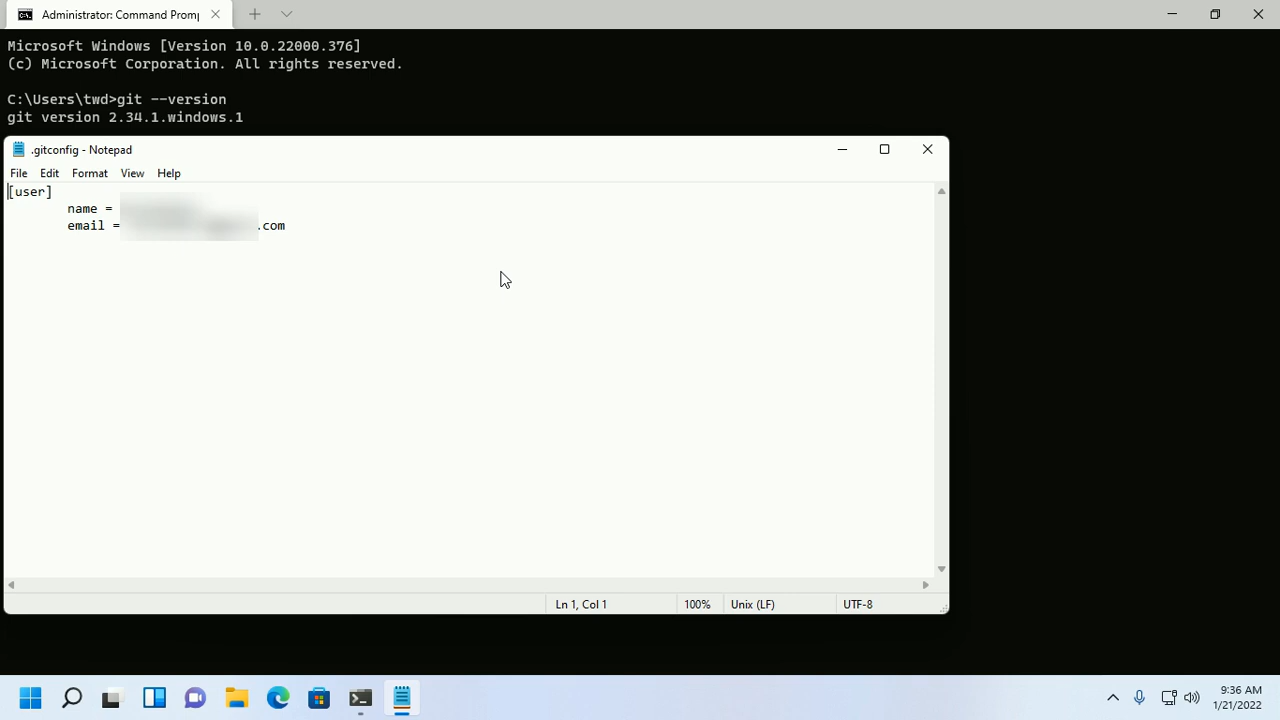 Administrator: Command Prom
Microsoft Windows [Version 10.0.22000.376]
(c) Microsoft Corporation. All rights reserved.
C:\Users\twd>git --version
git version 2.34.1.windows.1
.gitconfig - Notepad
File Edit Format View Help
[user]
name =
email = .com
Ln 1, Col 1 100% Unix (LF) UTF-8
9:36 AM
1/21/2022